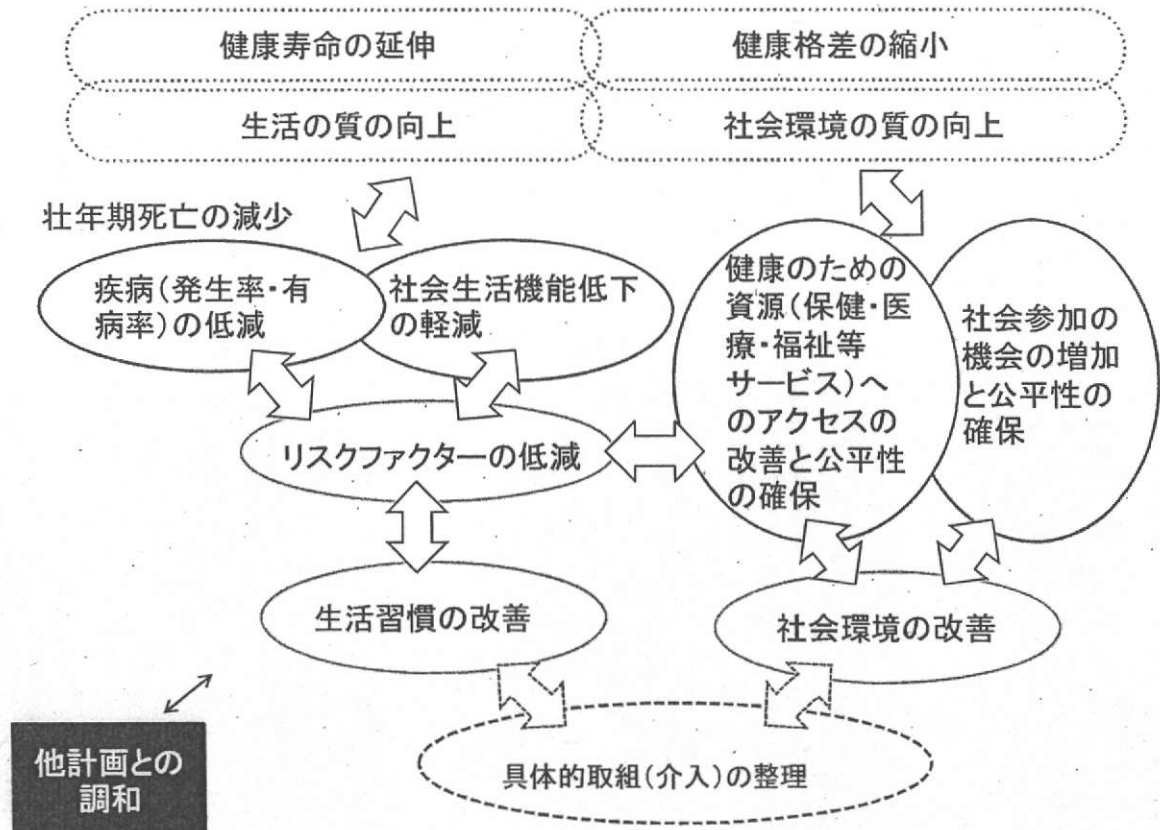 健康寿命の延伸
健康格差の縮小
生活の質の向上
社会環境の質の向上
壮年期死亡の減少
疾病(発生率・有
病率)の低減
社会生活機能低下
の軽減
健康のための
資源(保健・医
療・福祉等
サービス)へ
のアクセスの
改善と公平性
の確保
社会参加の
機会の増加
と公平性の
確保
リスクファクターの低減
生活習慣の改善
社会環境の改善
他計画との
調和
具体的取組(介入)の整理